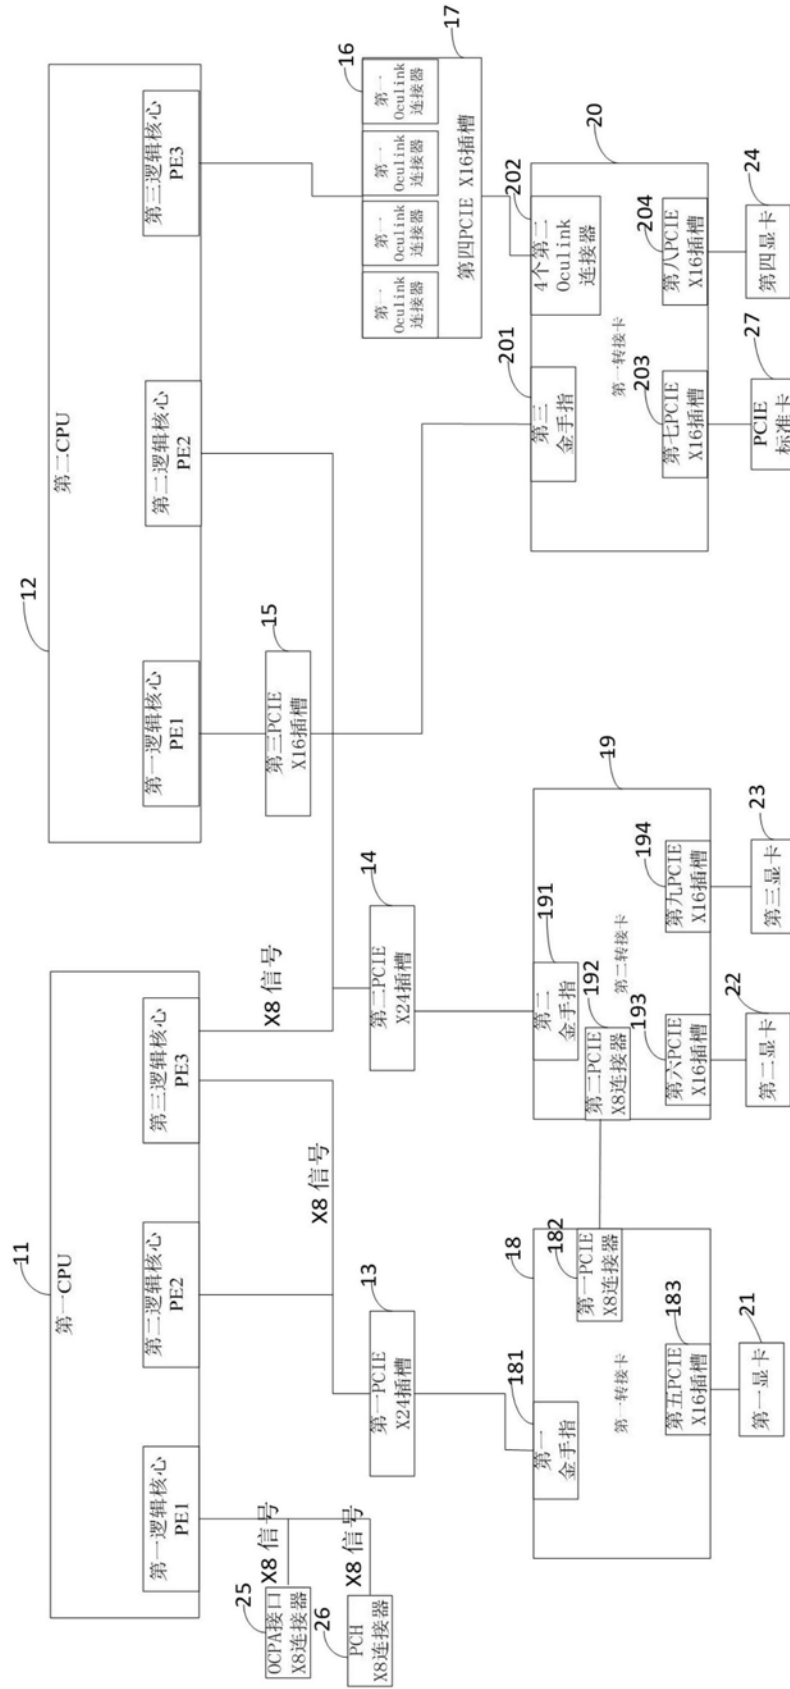 11
第一CPU
第一逻辑核心
PE1
第二逻辑核心
PE2
第三逻辑核心
PE3
12
第二CPU
第一逻辑核心
PE1
第二逻辑核心
PE2
第三逻辑核心
PE3
25
OCPA接口
X8连接器
X8 信号
26
PCH
X8连接器
X8 信号
X8 信号
X8 信号
13
第一PCIE
X24插槽
14
第二PCIE
X24插槽
15
第三PCIE
X16插槽
16
第一
Oculink
连接器
第一
Oculink
连接器
第一
Oculink
连接器
第一
Oculink
连接器
17
第四PCIE X16插槽
18
181
第一
金手指
182
第一PCIE
X8连接器
第一转接卡
183
第五PCIE
X16插槽
21
第一显卡
19
191
第二
金手指
192
第二PCIE
X8连接器
第二转接卡
193
第六PCIE
X16插槽
194
第九PCIE
X16插槽
22
第二显卡
23
第三显卡
20
201
第三
金手指
202
4个第二
Oculink
连接器
第一转接卡
203
第七PCIE
X16插槽
204
第八PCIE
X16插槽
27
PCIE
标准卡
24
第四显卡